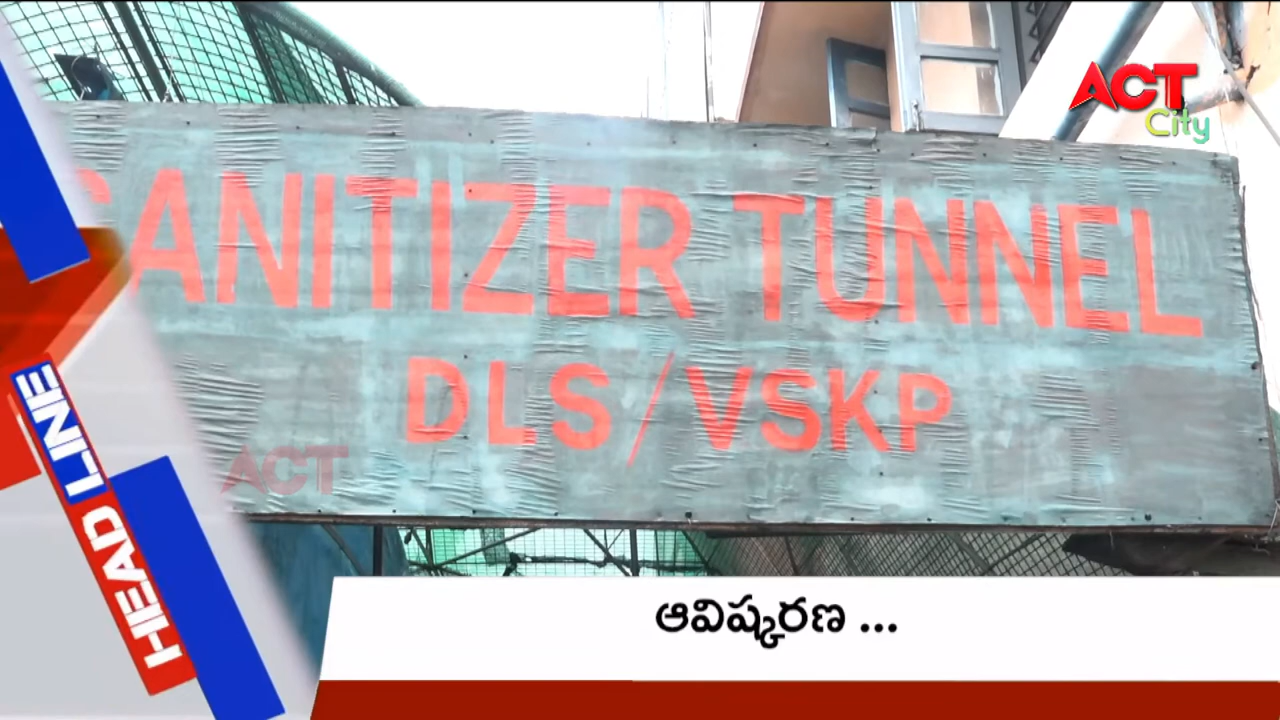 ACT
City
SANITIZER TUNNEL
DLS/VSKP
ACT
HEAD LINE
ఆవిష్కరణ ...